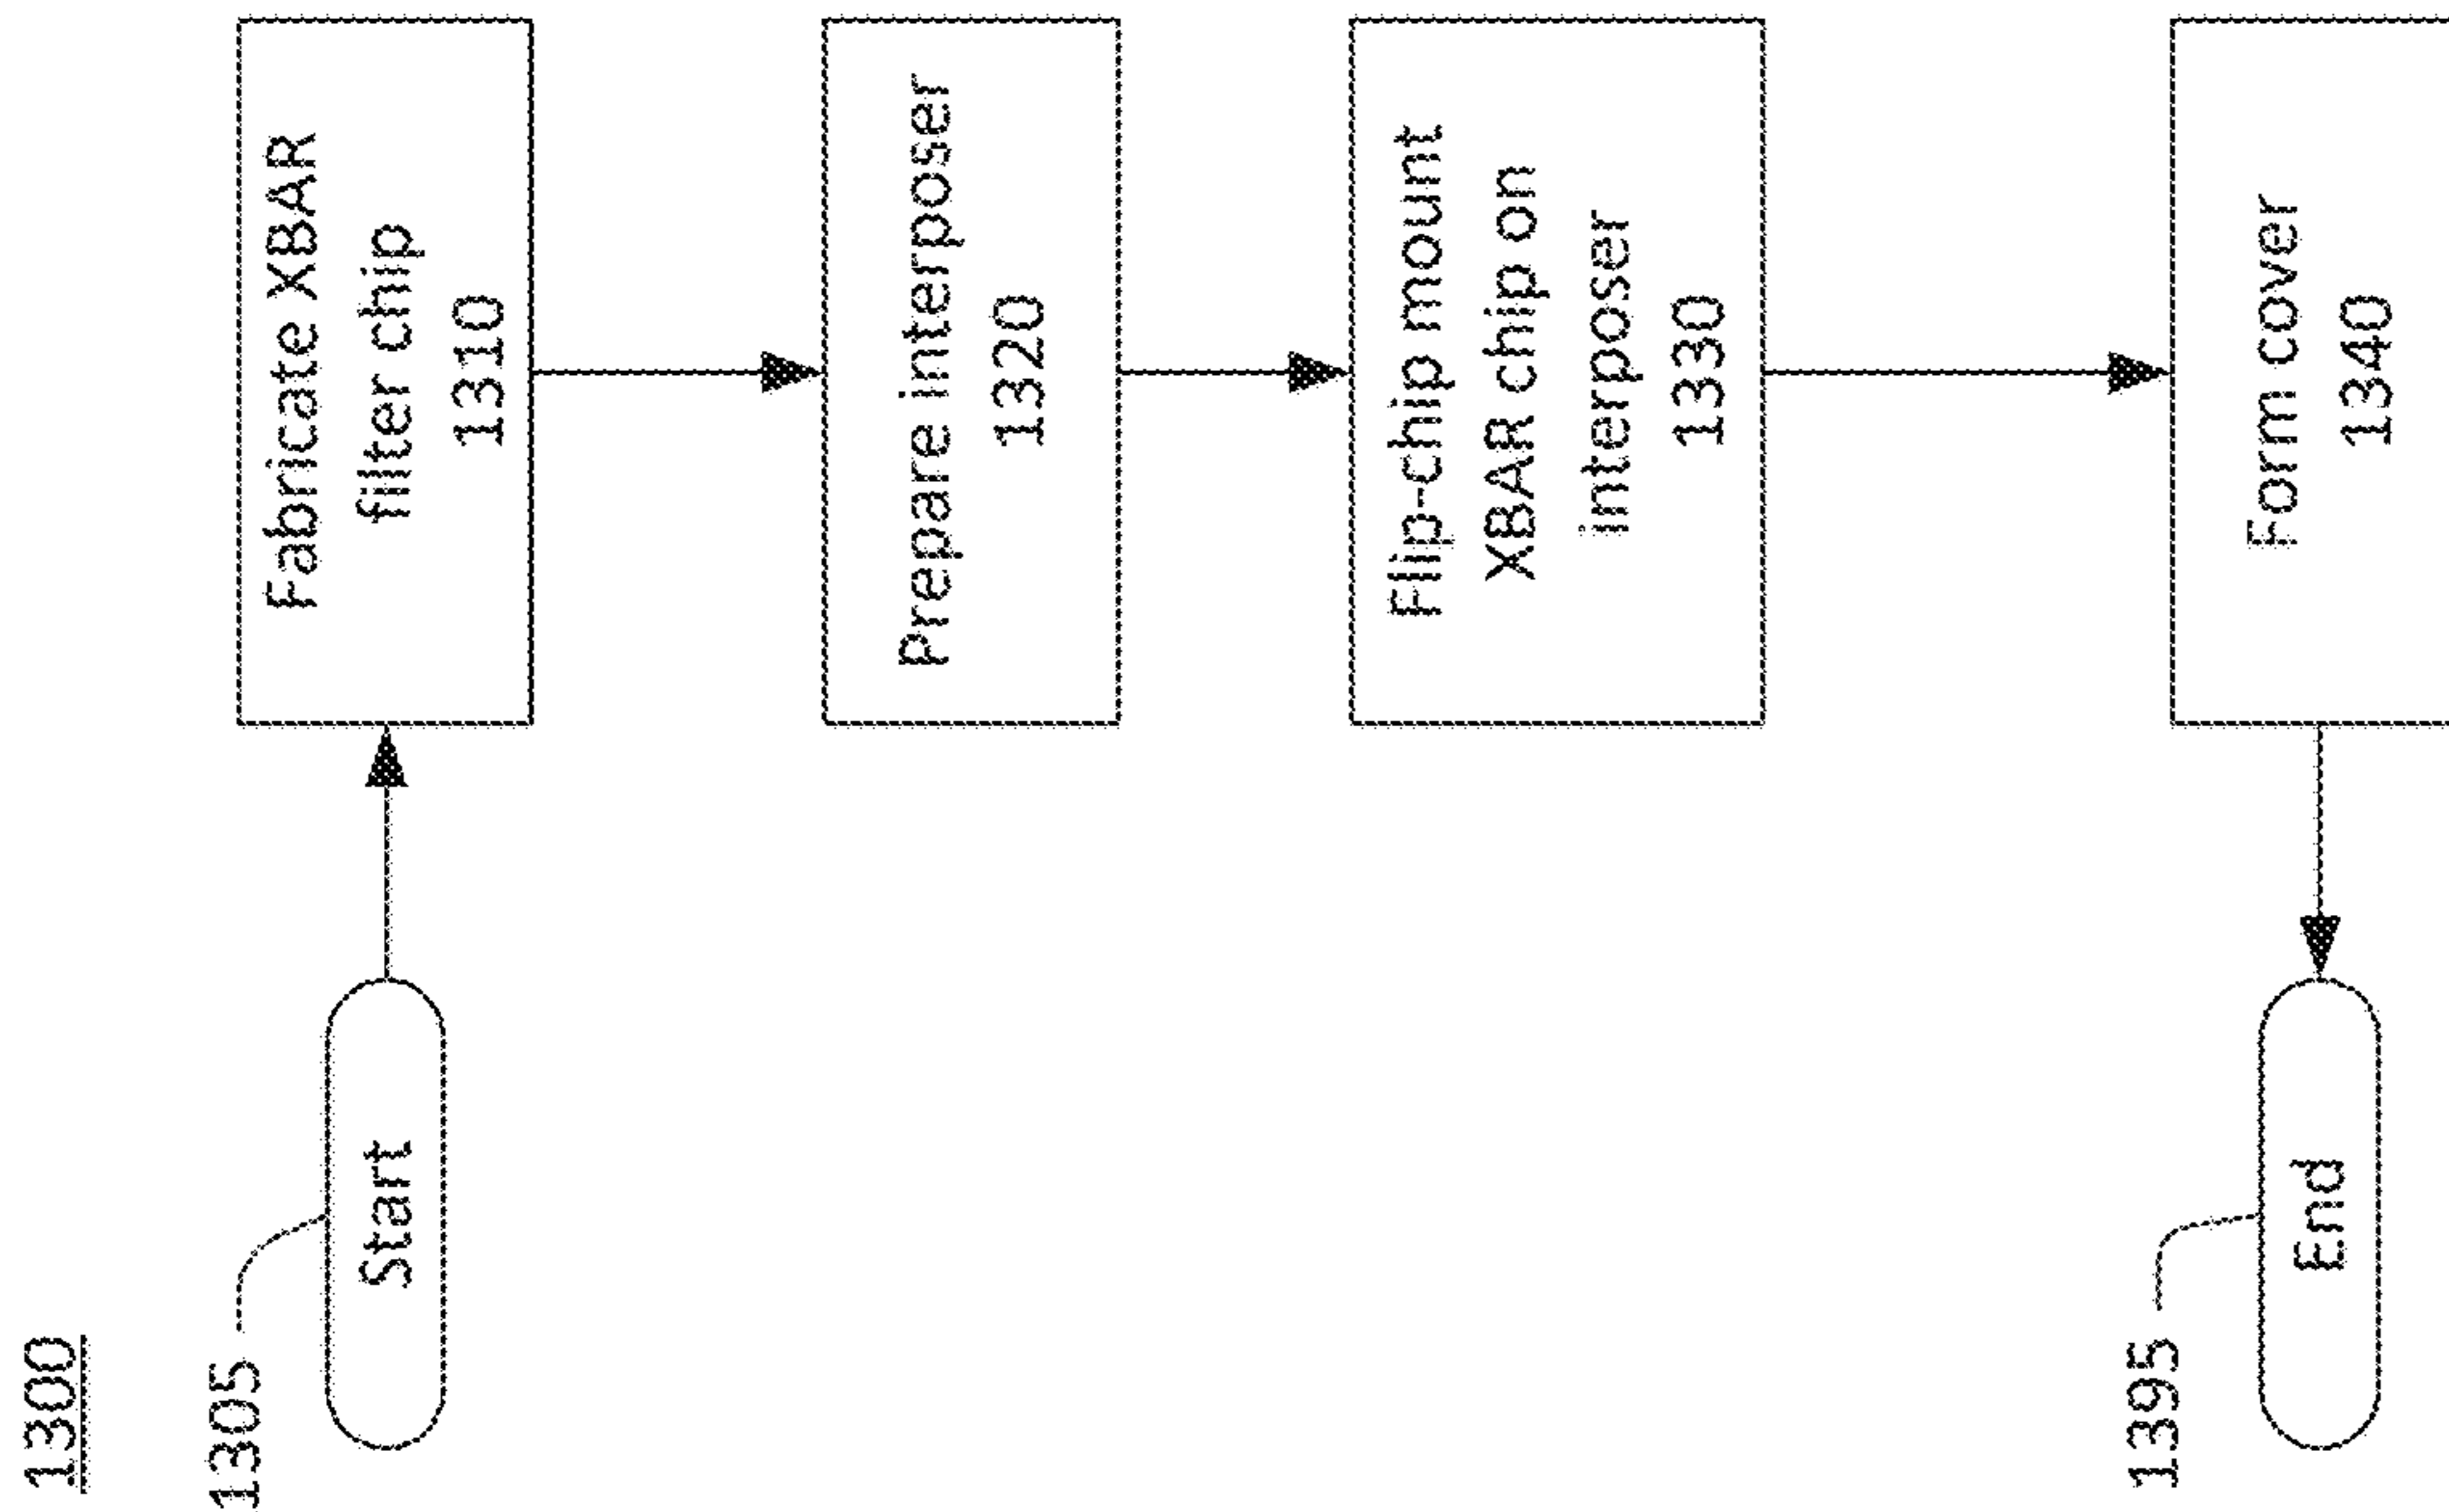 1300
1305
Start
Fabricate XBAR
filter chip
1310
Prepare interposer
1320
Flip-chip mount
XBAR chip on
interposer
1330
Form cover
1340
1395
End